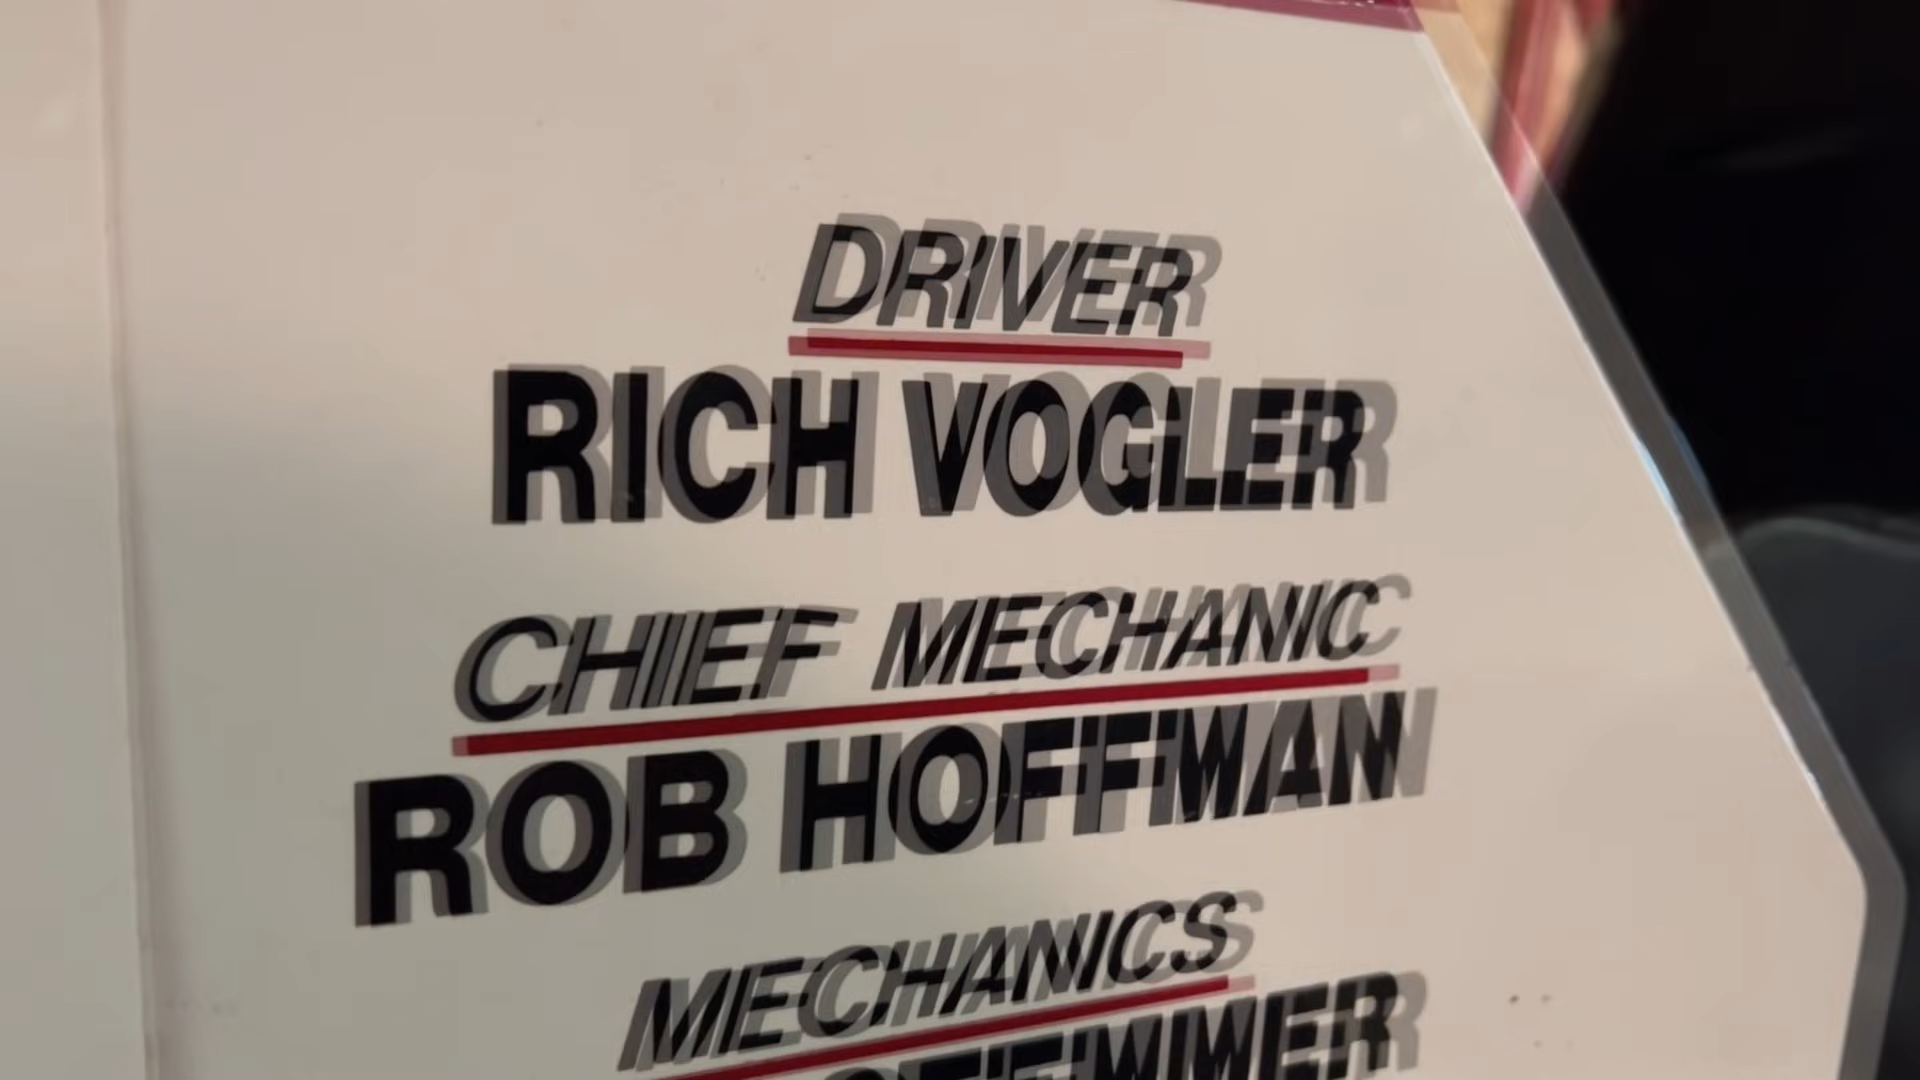 DRIVER
RICH VOGLER
CHIEF MECHANIC
ROB HOFFMAN
MECHANICS